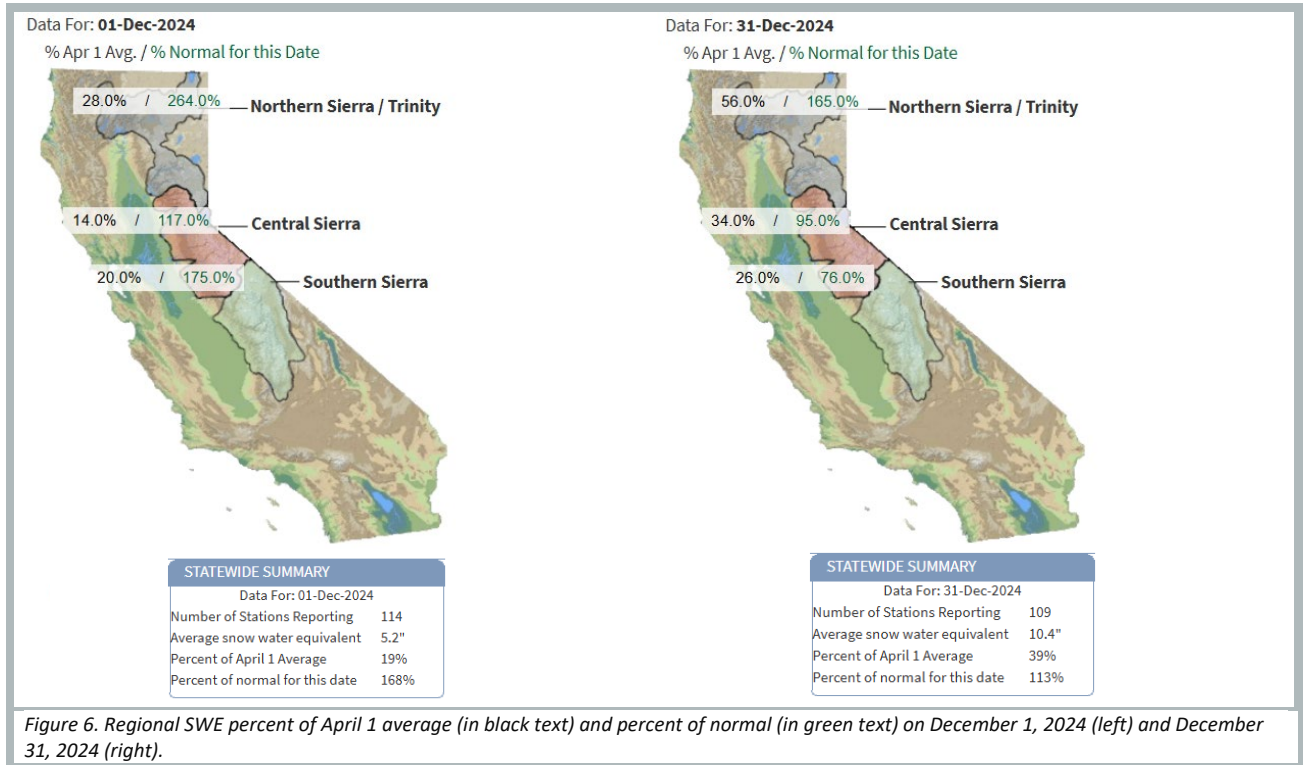 Data For: 01-Dec-2024
% Apr 1 Avg. / % Normal for this Date
28.0% / 264.0%
Northern Sierra / Trinity
14.0% / 117.0%
Central Sierra
20.0% / 175.0%
Southern Sierra
STATEWIDE SUMMARY
Data For: 01-Dec-2024
Number of Stations Reporting 114
Average snow water equivalent 5.2"
Percent of April 1 Average 19%
Percent of normal for this date 168%
Data For: 31-Dec-2024
% Apr 1 Avg. / % Normal for this Date
56.0% / 165.0%
Northern Sierra / Trinity
34.0% / 95.0%
Central Sierra
26.0% / 76.0%
Southern Sierra
STATEWIDE SUMMARY
Data For: 31-Dec-2024
Number of Stations Reporting 109
Average snow water equivalent 10.4"
Percent of April 1 Average 39%
Percent of normal for this date 113%
Figure 6. Regional SWE percent of April 1 average (in black text) and percent of normal (in green text) on December 1, 2024 (left) and December
31, 2024 (right).